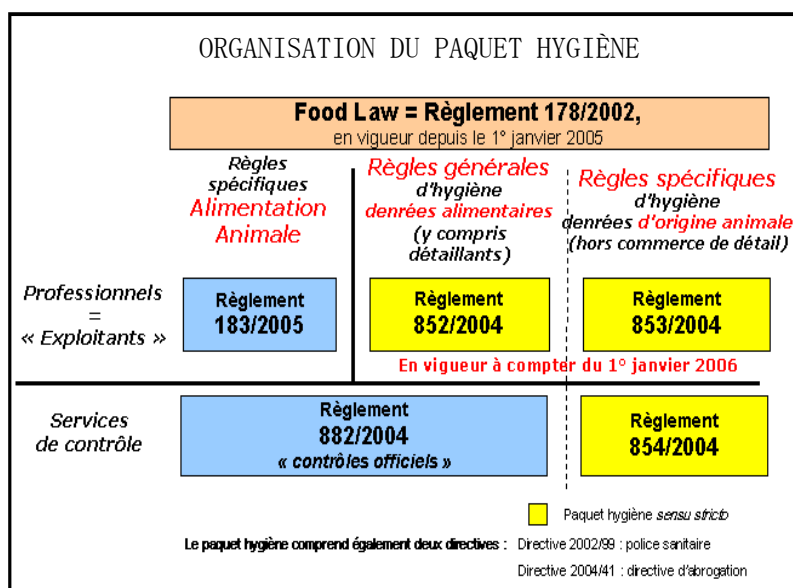 ORGANISATION DU PAQUET HYGIÈNE
Food Law = Règlement 178/2002,
en vigueur depuis le 1° janvier 2005
Règles
spécifiques
Alimentation
Animale
Règles générales
d'hygiène
denrées alimentaires
(y compris
détaillants)
Règles spécifiques
d'hygiène
denrées d'origine animale
(hors commerce de détail)
Professionnels
=
« Exploitants »
Règlement
183/2005
Règlement
852/2004
Règlement
853/2004
En vigueur à compter du 1° janvier 2006
Services
de contrôle
Règlement
882/2004
« contrôles officiels »
Règlement
854/2004
Paquet hygiène sensu stricto
Le paquet hygiène comprend également deux directives : Directive 2002/99 : police sanitaire
Directive 2004/41 : directive d'abrogation